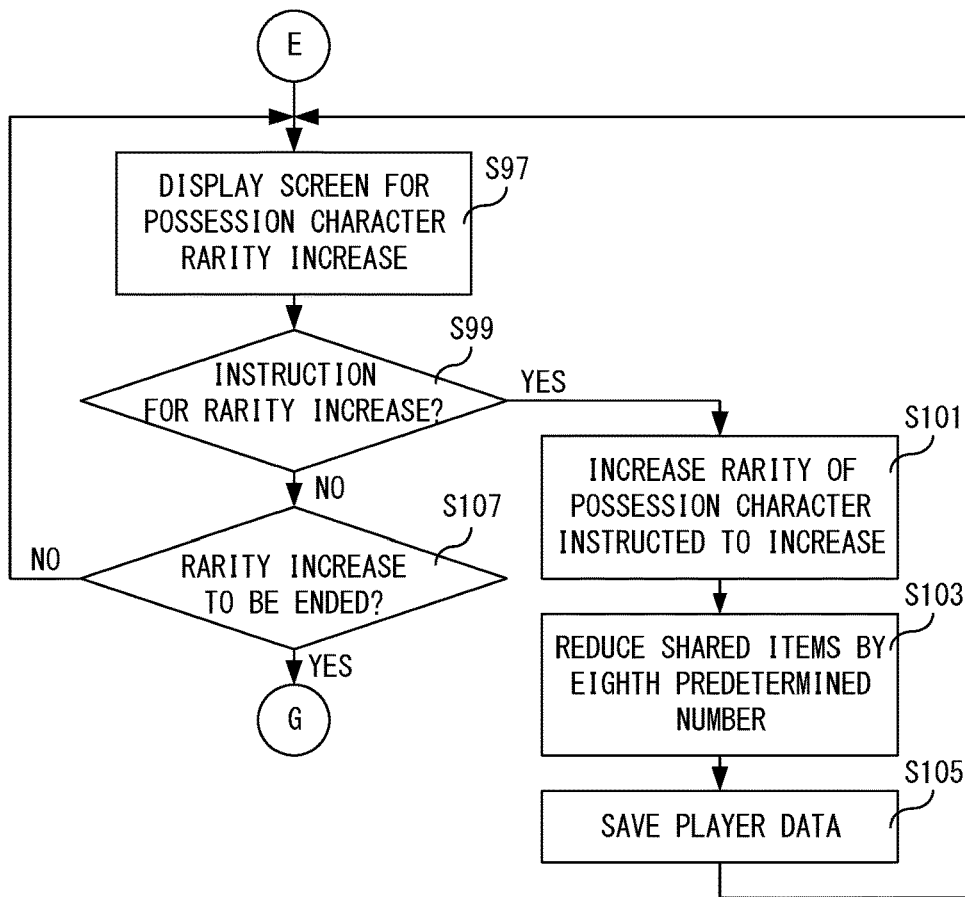 E
DISPLAY SCREEN FOR
POSSESSION CHARACTER
RARITY INCREASE
S97
INSTRUCTION
FOR RARITY INCREASE?
S99
YES
NO
INCREASE RARITY OF
POSSESSION CHARACTER
INSTRUCTED TO INCREASE
S101
RARITY INCREASE
TO BE ENDED?
S107
NO
YES
G
REDUCE SHARED ITEMS BY
EIGHTH PREDETERMINED
NUMBER
S103
SAVE PLAYER DATA
S105